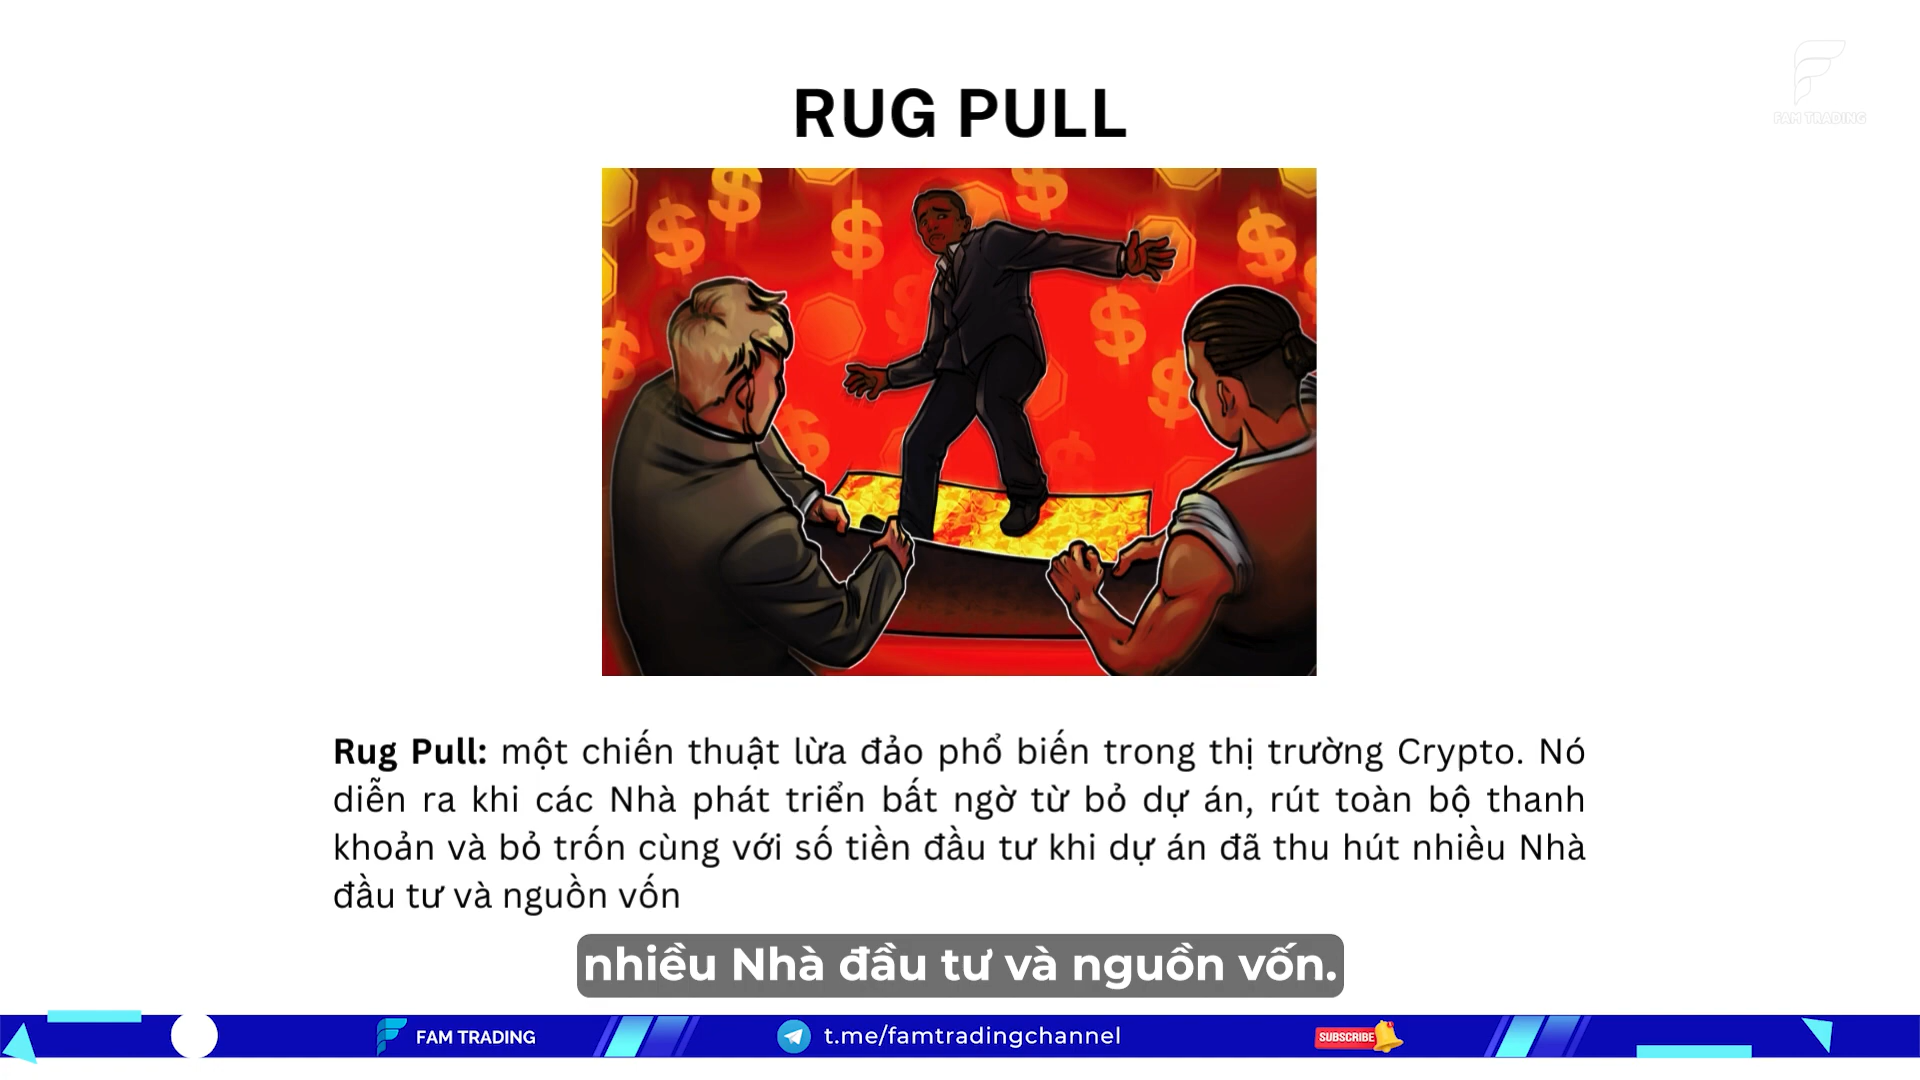 FAM TRADING
RUG PULL
Rug Pull: một chiến thuật lừa đảo phổ biến trong thị trường Crypto. Nó
diễn ra khi các Nhà phát triển bất ngờ từ bỏ dự án, rút toàn bộ thanh
khoản và bỏ trốn cùng với số tiền đầu tư khi dự án đã thu hút nhiều Nhà
đầu tư và nguồn vốn
nhiều Nhà đầu tư và nguồn vốn.
FAM TRADING
t.me/famtradingchannel
SUBSCRIBE